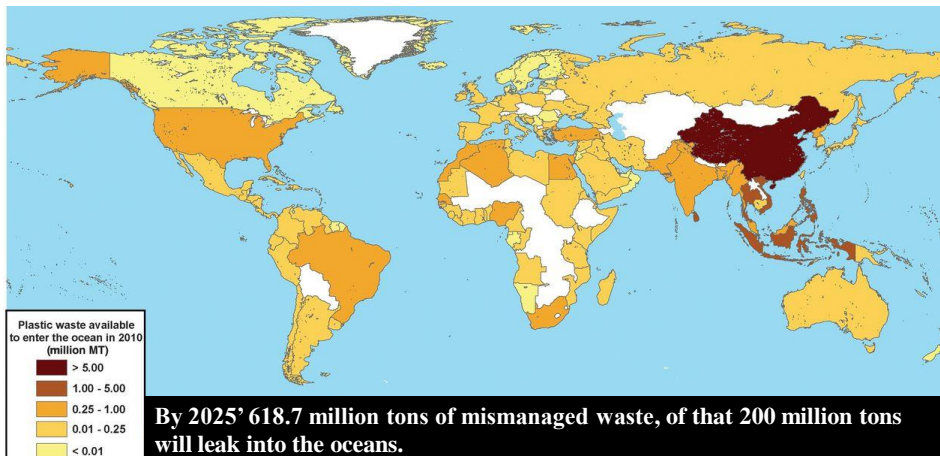 Plastic waste available
to enter the ocean in 2010
(million MT)
> 5.00
1.00 - 5.00
0.25 - 1.00
0.01 - 0.25
< 0.01
By 2025’ 618.7 million tons of mismanaged waste, of that 200 million tons
will leak into the oceans.